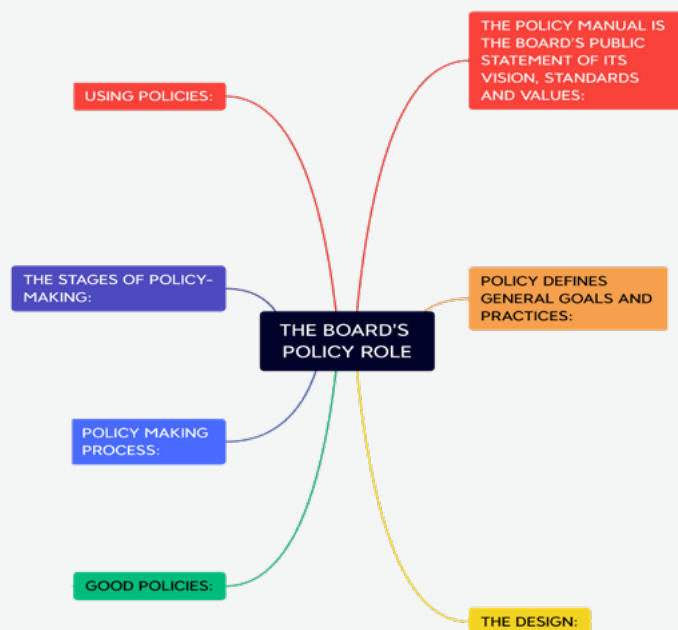 THE POLICY MANUAL IS
THE BOARD'S PUBLIC
STATEMENT OF ITS
VISION, STANDARDS
AND VALUES:
USING POLICIES:
THE STAGES OF POLICY-
MAKING:
POLICY DEFINES
GENERAL GOALS AND
PRACTICES:
THE BOARD'S
POLICY ROLE
POLICY MAKING
PROCESS:
GOOD POLICIES:
THE DESIGN: